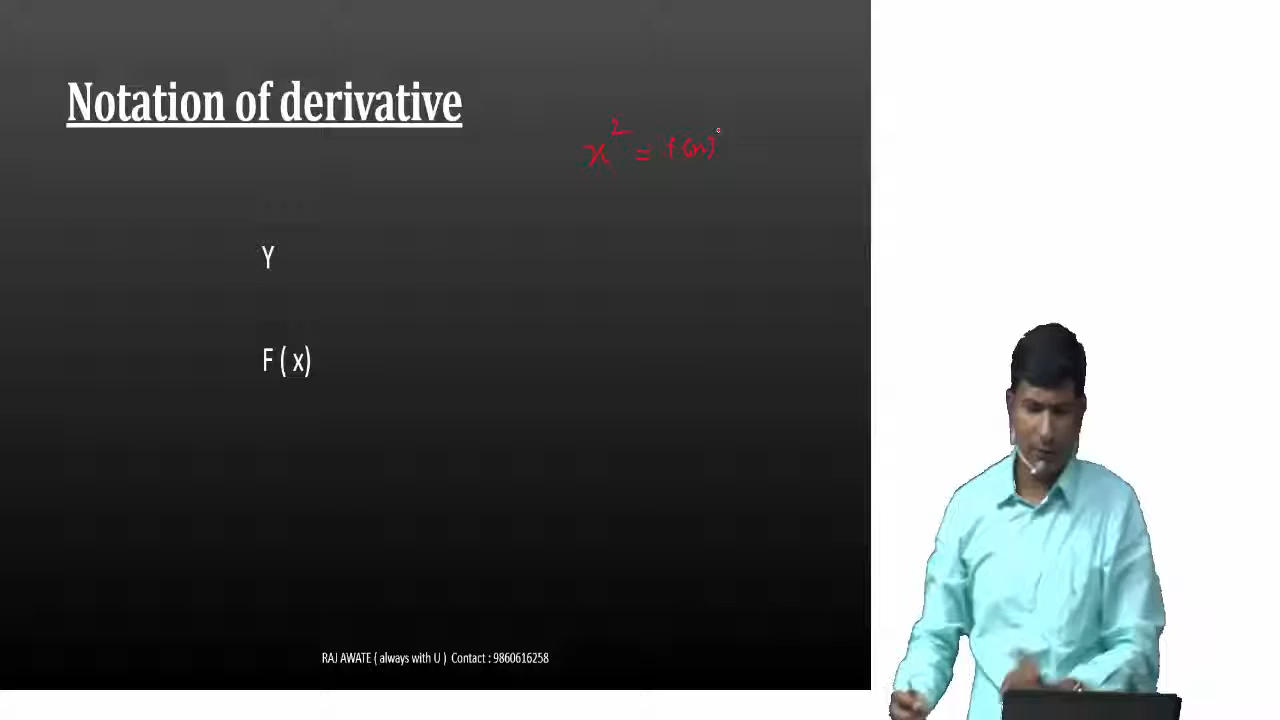 Notation of derivative
x² = f(x)
Y
F ( x)
RAJ AWATE ( always with U ) Contact : 9860616258